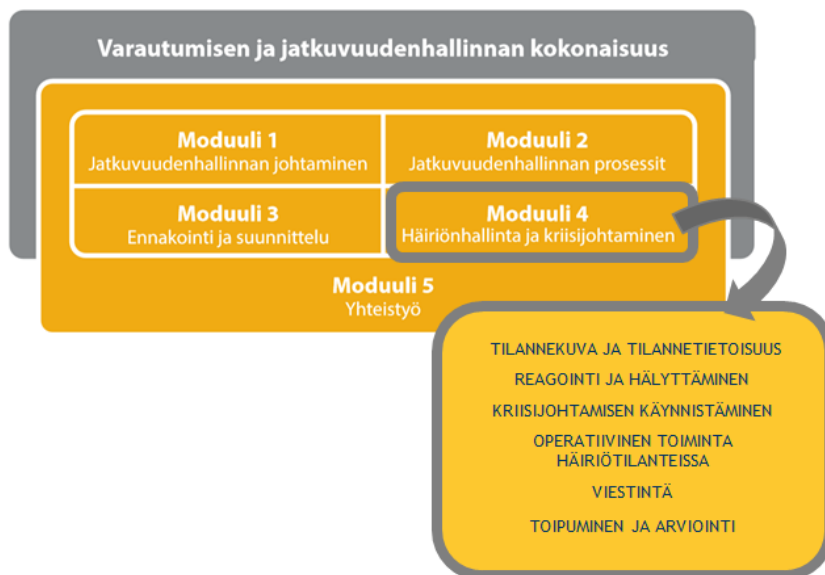 Varautumisen ja jatkuvuudenhallinnan kokonaisuus
Moduuli 1
Jatkuvuudenhallinnan johtaminen
Moduuli 2
Jatkuvuudenhallinnan prosessit
Moduuli 3
Ennakointi ja suunnittelu
Moduuli 4
Häiriönhallinta ja kriisijohtaminen
Moduuli 5
Yhteistyö
TILANNEKUVA JA TILANNETIETOISUUS
REAGOINTI JA HÄLYTTÄMINEN
KRIISIJOHTAMISEN KÄYNNISTÄMINEN
OPERATIIVINEN TOIMINTA
HÄIRIÖTILANTEISSA
VIESTINTÄ
TOIPUMINEN JA ARVIOINTI